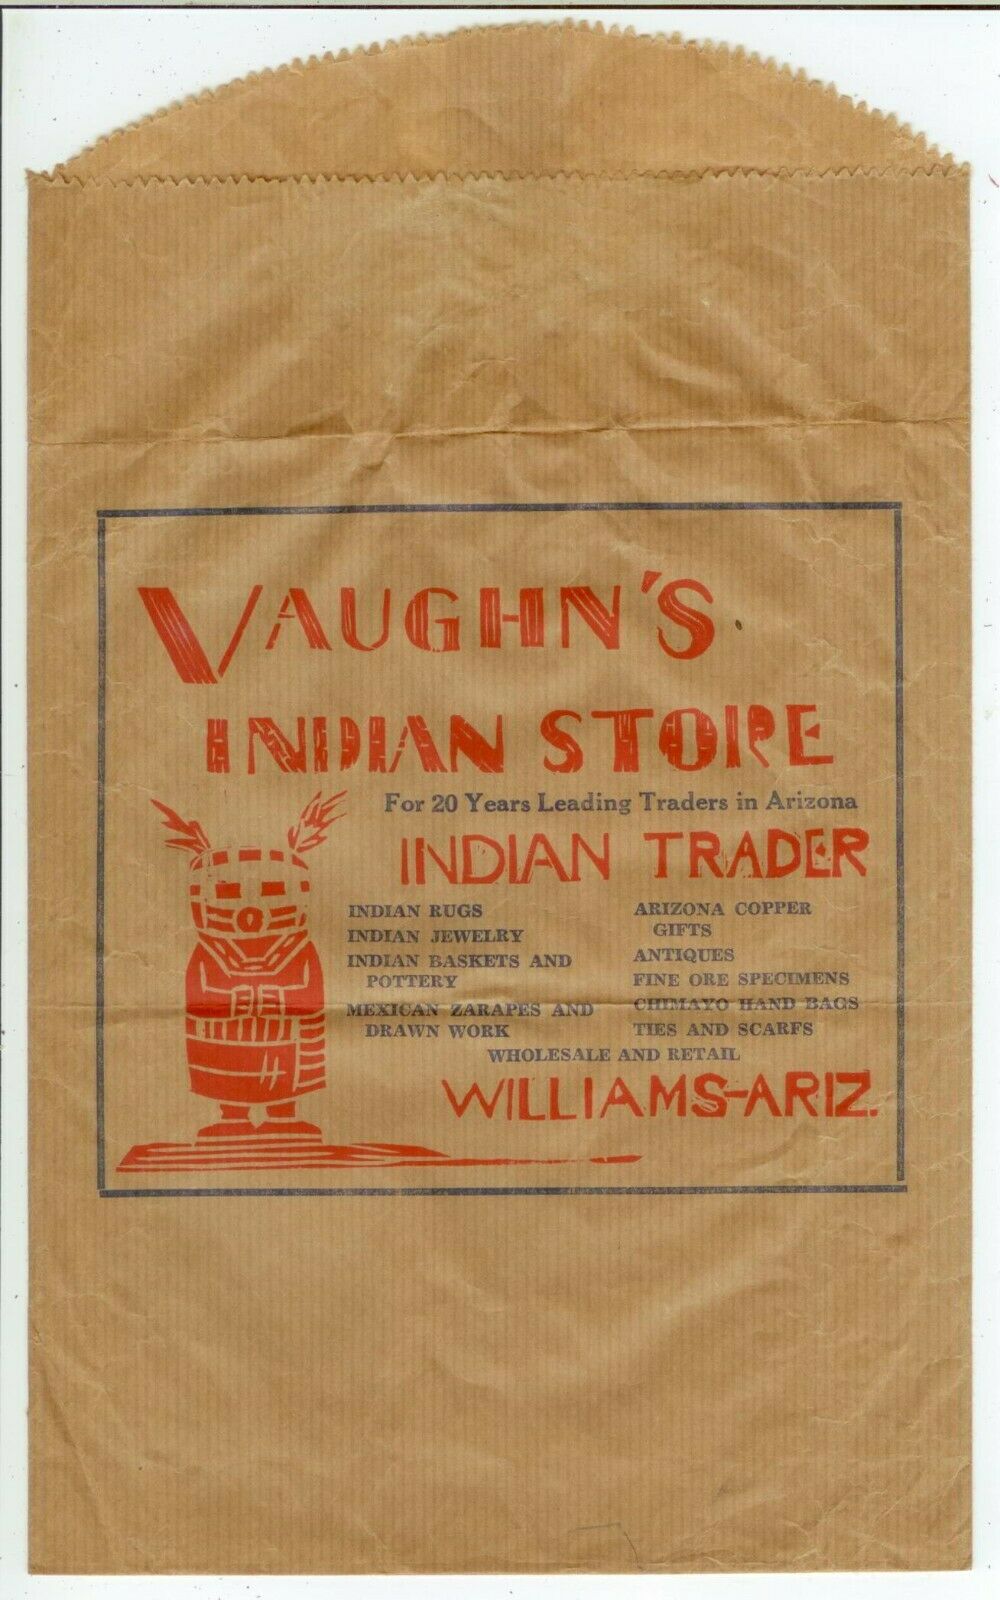 VAUGHN'S
INDIAN STORE
For 20 Years Leading Traders in Arizona
INDIAN TRADER
INDIAN RUGS
INDIAN JEWELRY
INDIAN BASKETS AND
POTTERY
MEXICAN ZARAPES AND
DRAWN WORK
ARIZONA COPPER
GIFTS
ANTIQUES
FINE ORE SPECIMENS
CHIMAYO HAND BAGS
TIES AND SCARFS
WHOLESALE AND RETAIL
WILLIAMS-ARIZ.